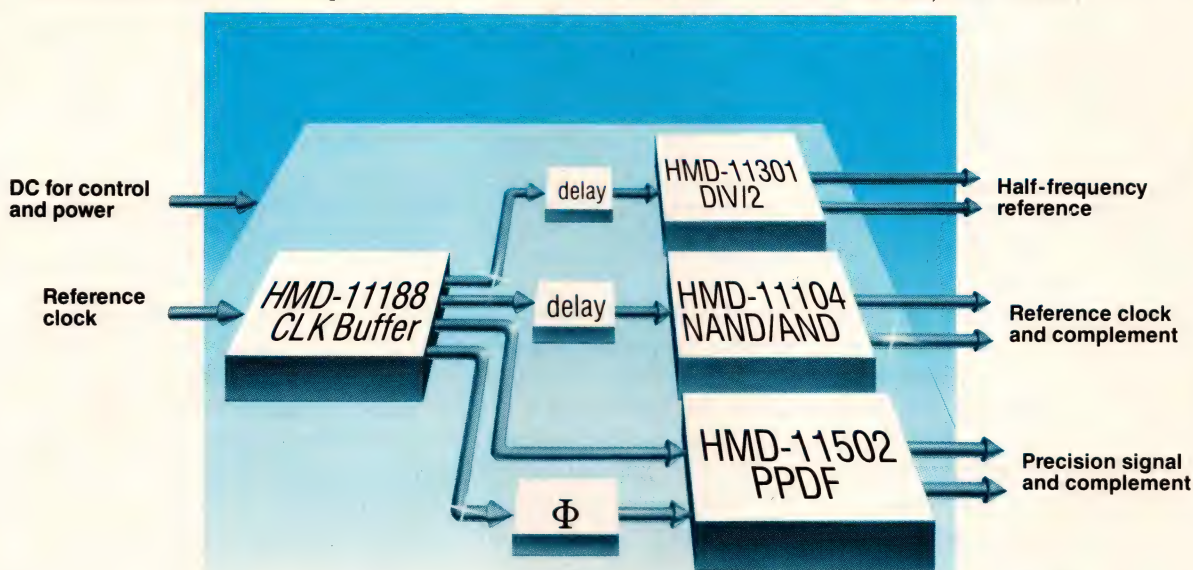 DC for control
and power
Reference
clock
HMD-11188
CLK Buffer
delay
delay
Φ
HMD-11301
DIV/2
HMD-11104
NAND/AND
HMD-11502
PPDF
Half-frequency
reference
Reference clock
and complement
Precision signal
and complement